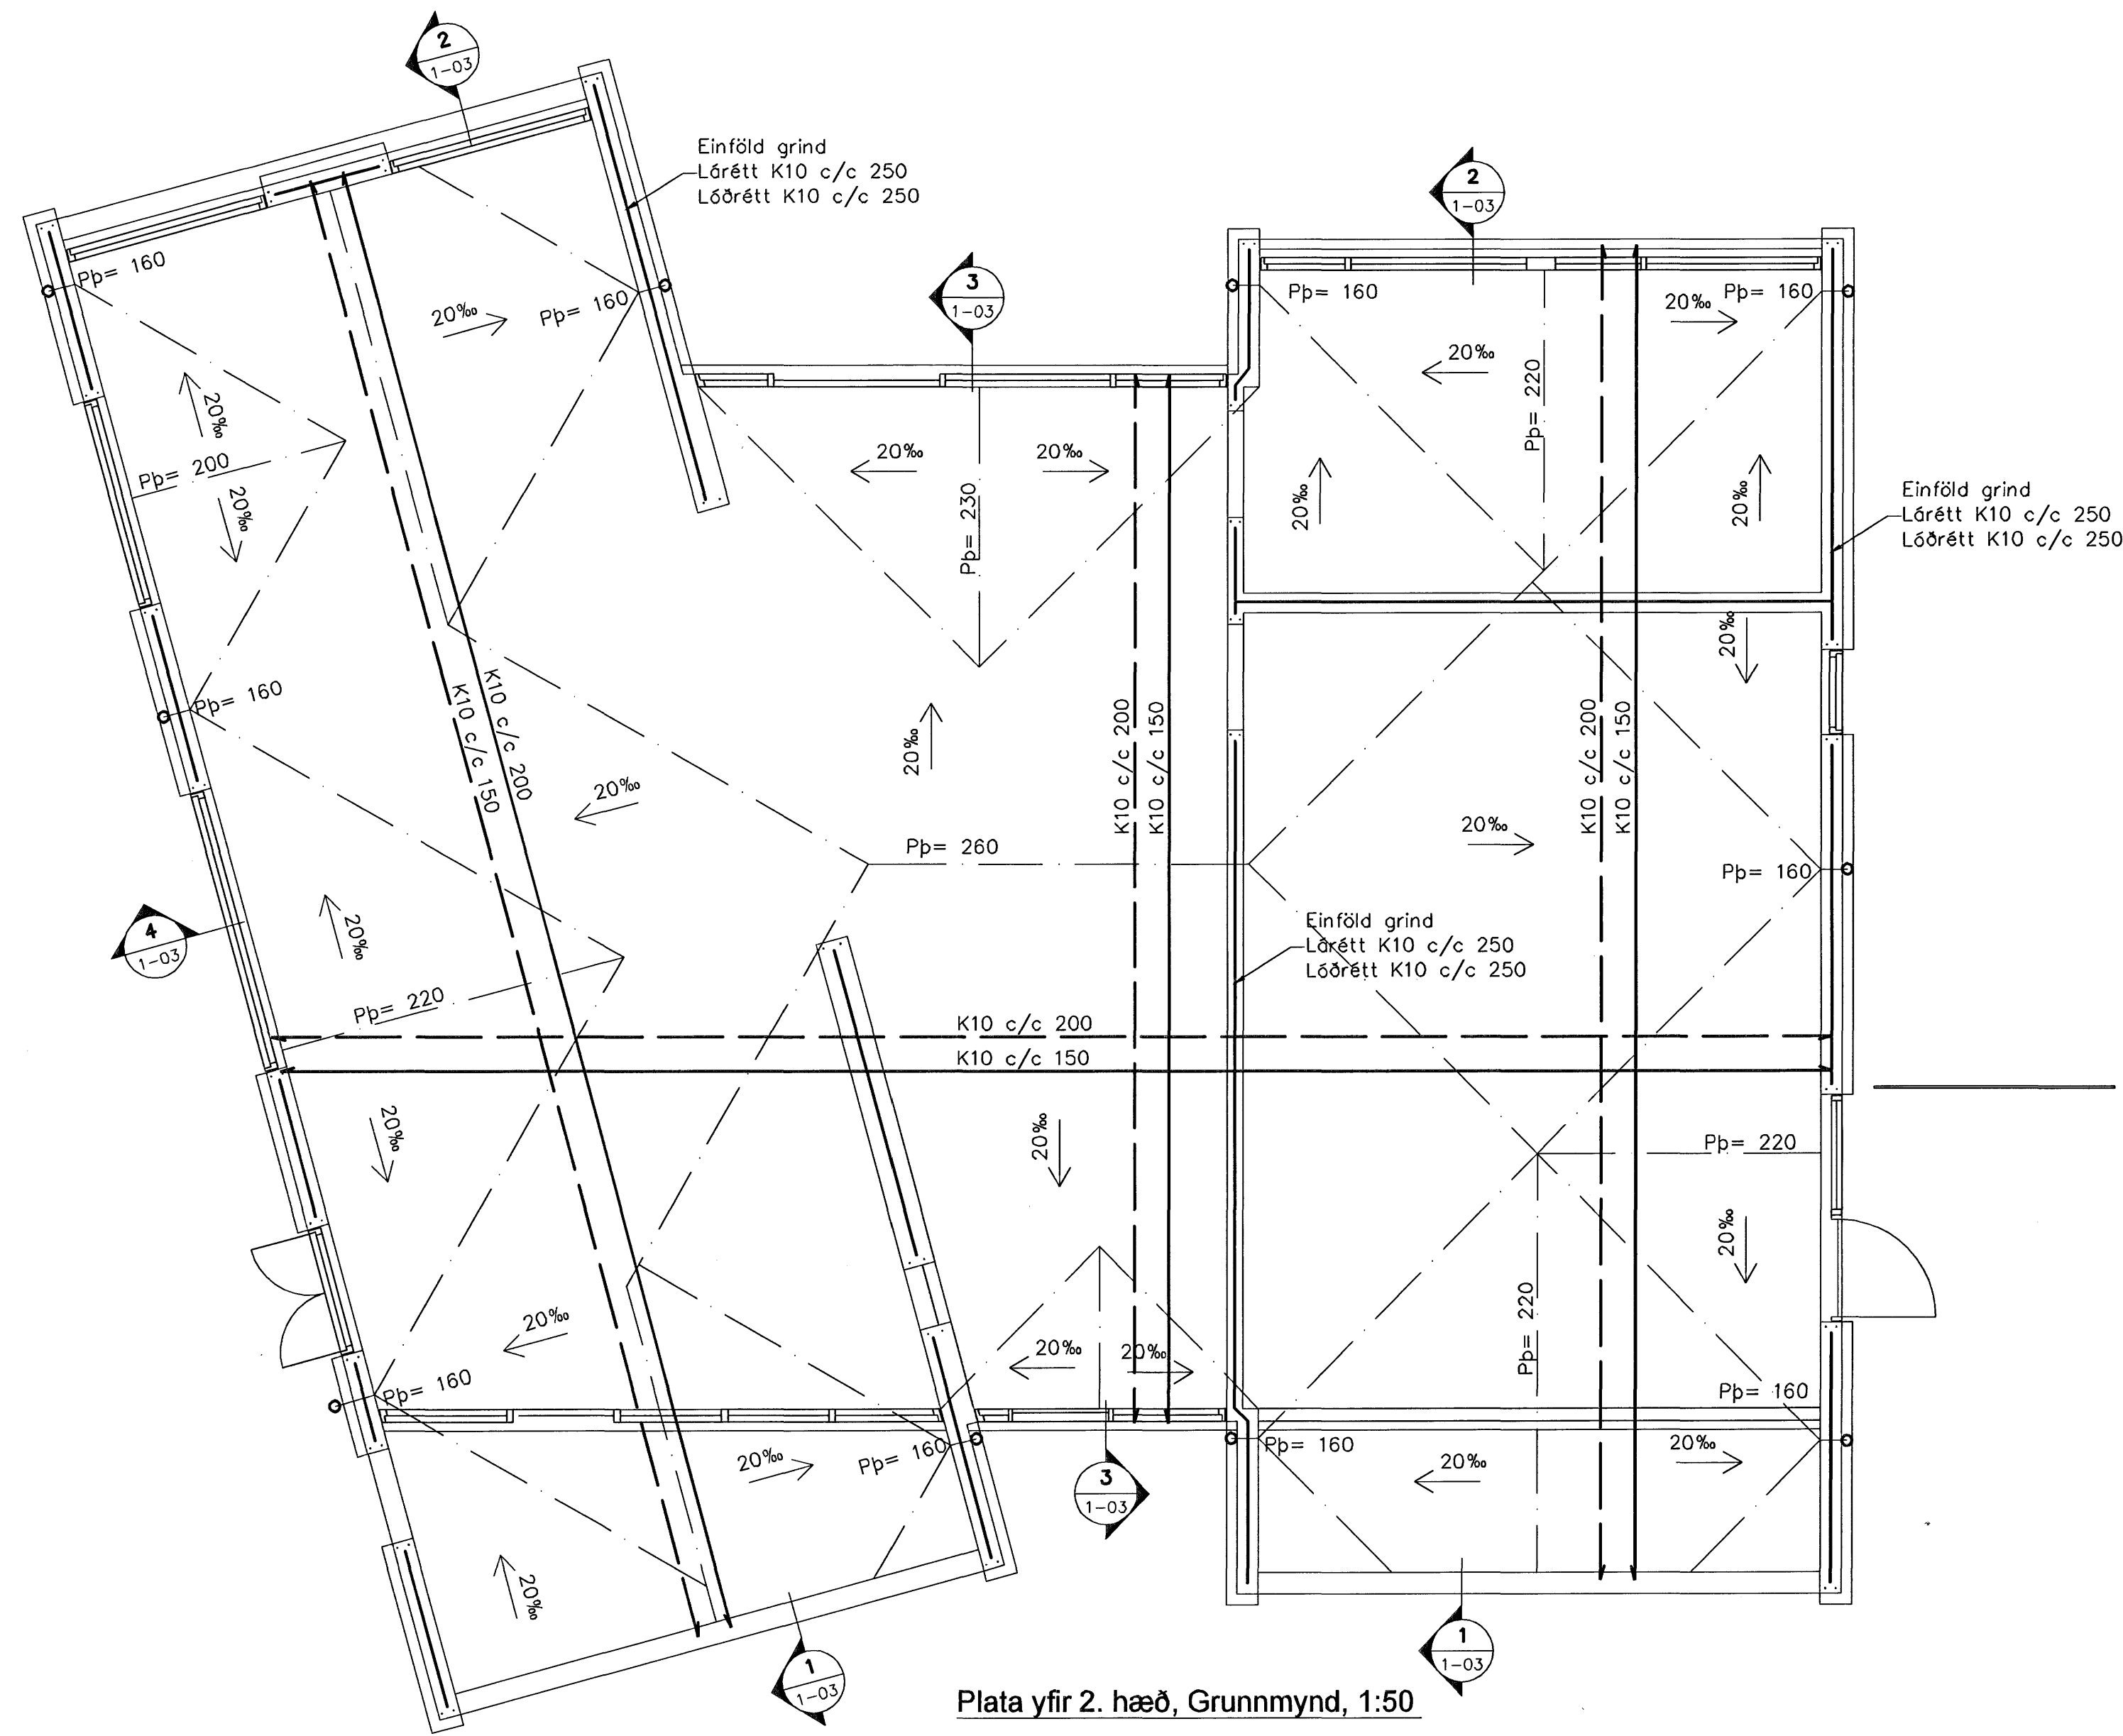 2
1-03
Einföld grind
Lárétt K10 c/c 250
Lóðrétt K10 c/c 250
2
1-03
3
1-03
Pþ= 160
20‰
Pþ= 160
Pþ= 160
20‰
Pþ= 160
20‰
Pþ= 220
20‰
Pþ= 200
20‰
20‰
20‰
Pþ= 230
20‰
20‰
Einföld grind
Lárétt K10 c/c 250
Lóðrétt K10 c/c 250
20‰
Pþ= 160
K10 c/c 200
K10 c/c 150
20‰
20‰
K10 c/c 200
K10 c/c 150
K10 c/c 200
K10 c/c 150
20‰
Pþ= 260
Pþ= 160
4
1-03
20‰
Einföld grind
Lárétt K10 c/c 250
Lóðrétt K10 c/c 250
Pþ= 220
K10 c/c 200
K10 c/c 150
20‰
20‰
Pþ= 220
20‰
20‰
20‰
20‰
Pþ= 220
Pþ= 160
Pþ= 160
20‰
Pþ= 160
Pþ= 160
20‰
20‰
3
1-03
20‰
1
1-03
1
1-03
Plata yfir 2. hæð, Grunnmynd, 1:50